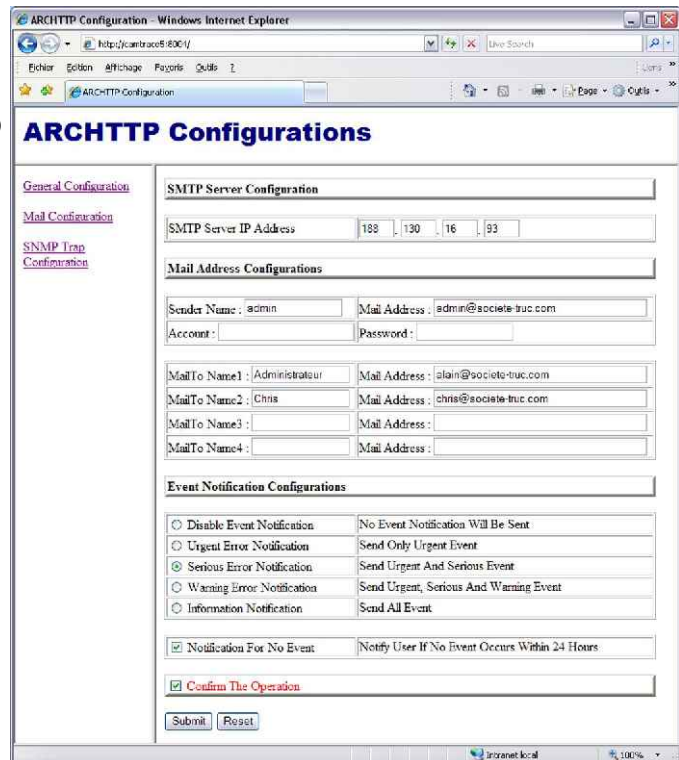 ARCHTTP Configuration - Windows Internet Explorer
http://camtrace5:8001/
Live Search
Fichier Edition Affichage Favoris Outils ?
Liens
ARCHTTP Configuration
Page Outils
ARCHTTP Configurations
General Configuration
Mail Configuration
SNMP Trap
Configuration
SMTP Server Configuration
SMTP Server IP Address 188 . 130 . 16 . 93
Mail Address Configurations
Sender Name : admin Mail Address : admin@societe-truc.com
Account : Password :
MailTo Name1 : Administrateur Mail Address : alain@societe-truc.com
MailTo Name2 : Chris Mail Address : chris@societe-truc.com
MailTo Name3 : Mail Address :
MailTo Name4 : Mail Address :
Event Notification Configurations
Disable Event Notification No Event Notification Will Be Sent
Urgent Error Notification Send Only Urgent Event
Serious Error Notification Send Urgent And Serious Event
Warning Error Notification Send Urgent, Serious And Warning Event
Information Notification Send All Event
Notification For No Event Notify User If No Event Occurs Within 24 Hours
Confirm The Operation
Submit Reset
Intranet local 100%